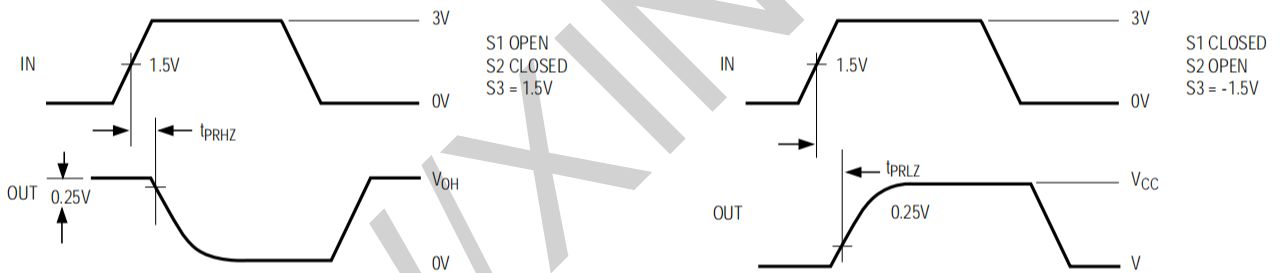 3V
S1 OPEN
S2 CLOSED
S3 = 1.5V
IN
1.5V
0V
tPRHZ
OUT
0.25V
VOH
0V
3V
S1 CLOSED
S2 OPEN
S3 = -1.5V
IN
1.5V
0V
tPRLZ
VCC
OUT
0.25V
V